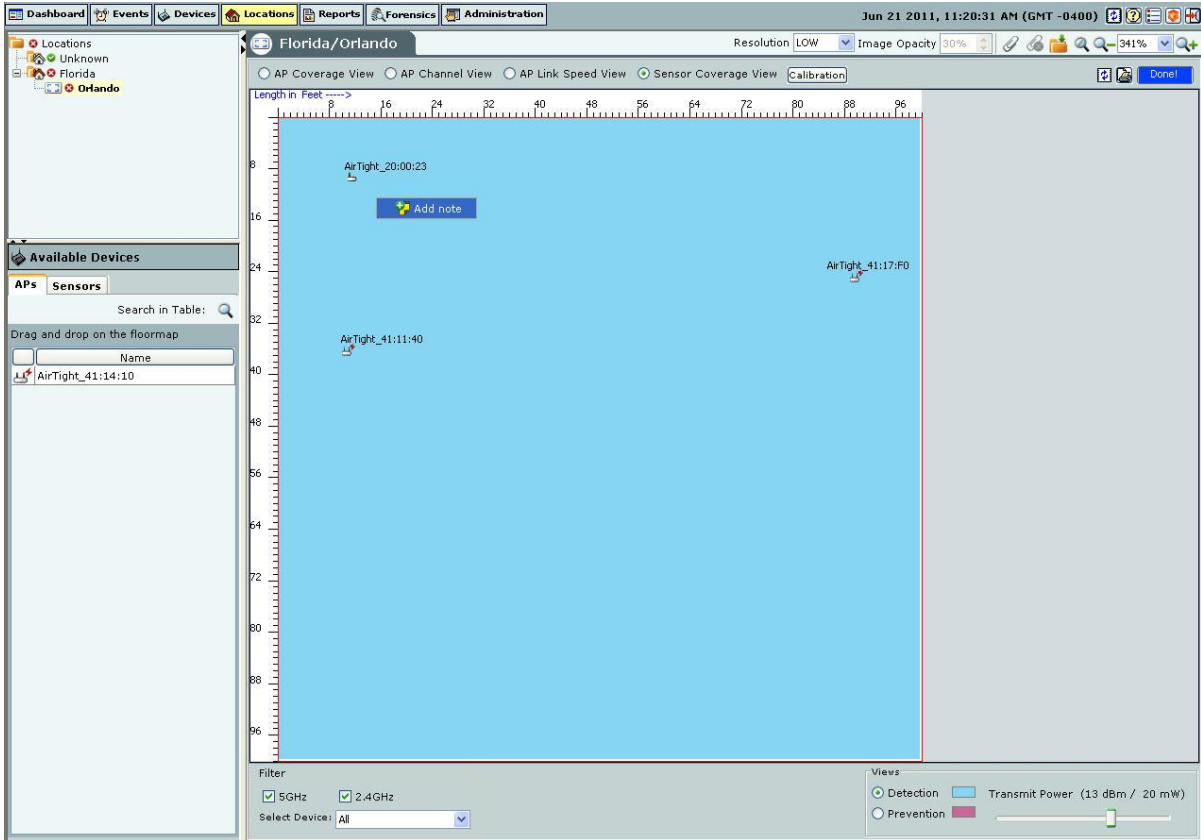 Dashboard Events Devices Locations Reports Forensics Administration Jun 21 2011, 11:20:31 AM (GMT -0400)
Locations
Unknown
Florida
Orlando
Florida/Orlando Resolution LOW Image Opacity 30% 341%
AP Coverage View AP Channel View AP Link Speed View Sensor Coverage View Calibration Done!
Length in Feet ----->
8 16 24 32 40 48 56 64 72 80 88 96
8
16
24
32
40
48
56
64
72
80
88
96
AirTight_20:00:23
Add note
AirTight_41:17:F0
AirTight_41:11:40
Available Devices
APs Sensors
Search in Table:
Drag and drop on the floormap
Name
AirTight_41:14:10
Filter
5GHz 2.4GHz
Select Device: All
Views
Detection Transmit Power (13 dBm / 20 mW)
Prevention